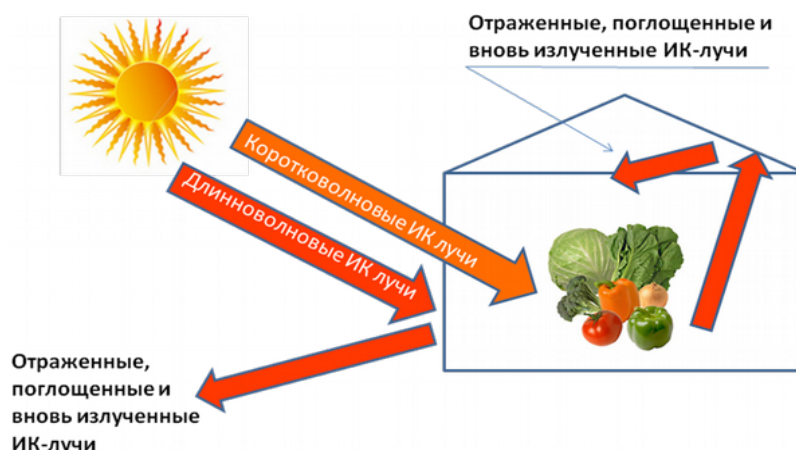 Отраженные, поглощенные и
вновь излученные ИК-лучи
Коротковолновые ИК лучи
Длинноволновые ИК лучи
Отраженные,
поглощенные и
вновь излученные
ИК-лучи